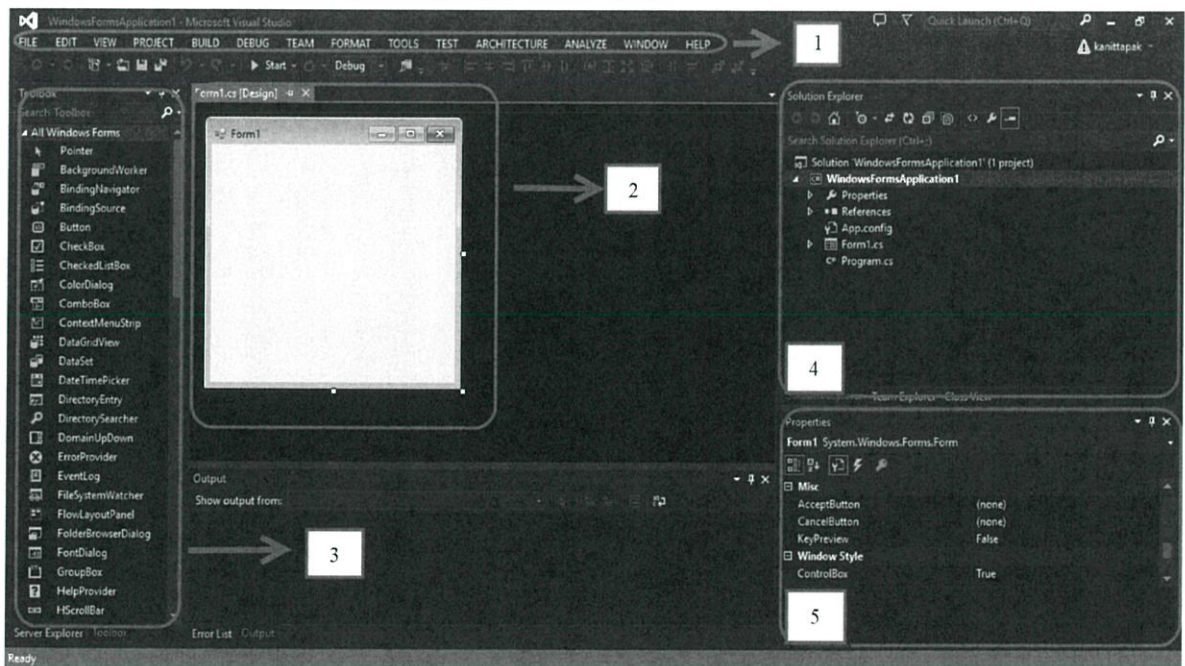 WindowsFormsApplication1 - Microsoft Visual Studio
Quick Launch (Ctrl+Q)
FILE EDIT VIEW PROJECT BUILD DEBUG TEAM FORMAT TOOLS TEST ARCHITECTURE ANALYZE WINDOW HELP
1
kanittapak
Start
Debug
Toolbox
Search Toolbox
All Windows Forms
Pointer
BackgroundWorker
BindingNavigator
BindingSource
Button
CheckBox
CheckedListBox
ColorDialog
ComboBox
ContextMenuStrip
DataGridView
DataSet
DateTimePicker
DirectoryEntry
DirectorySearcher
DomainUpDown
ErrorProvider
EventLog
FileSystemWatcher
FlowLayoutPanel
FolderBrowserDialog
FontDialog
GroupBox
HelpProvider
HScrollBar
Server Explorer Toolbox
Form1.cs [Design]
Form1
2
Output
Show output from:
3
Error List Output
Solution Explorer
Search Solution Explorer (Ctrl+;)
Solution 'WindowsFormsApplication1' (1 project)
WindowsFormsApplication1
Properties
References
App.config
Form1.cs
Program.cs
4
Team Explorer Class View
Properties
Form1 System.Windows.Forms.Form
Misc
AcceptButton (none)
CancelButton (none)
KeyPreview False
Window Style
ControlBox True
5
Ready